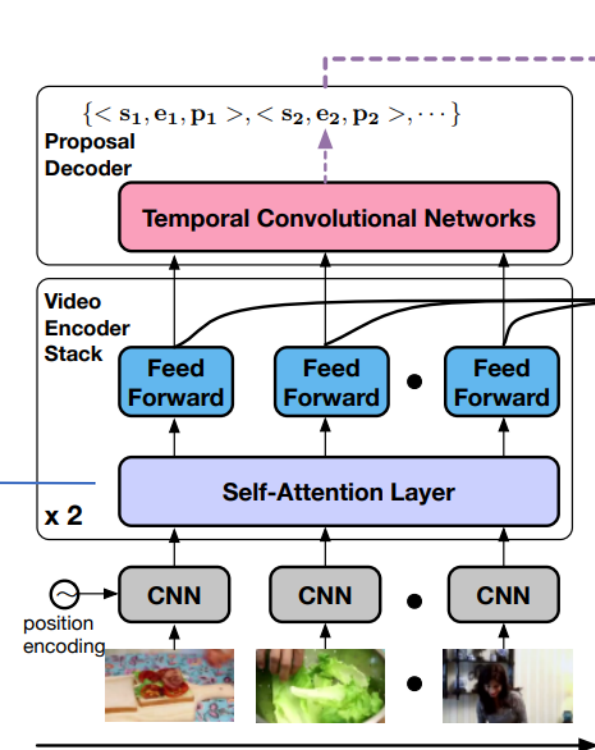 {< s₁, e₁, p₁ >, < s₂, e₂, p₂ >, ··· }
Proposal
Decoder
Temporal Convolutional Networks
Video
Encoder
Stack
Feed
Forward
Feed
Forward
Feed
Forward
Self-Attention Layer
x 2
CNN
CNN
CNN
position
encoding